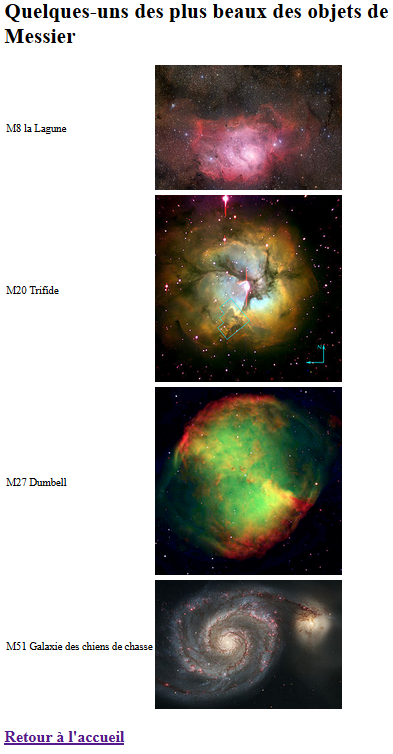 Quelques-uns des plus beaux des objets de
Messier
M8 la Lagune
M20 Trifide
N
M27 Dumbell
M51 Galaxie des chiens de chasse
Retour à l'accueil